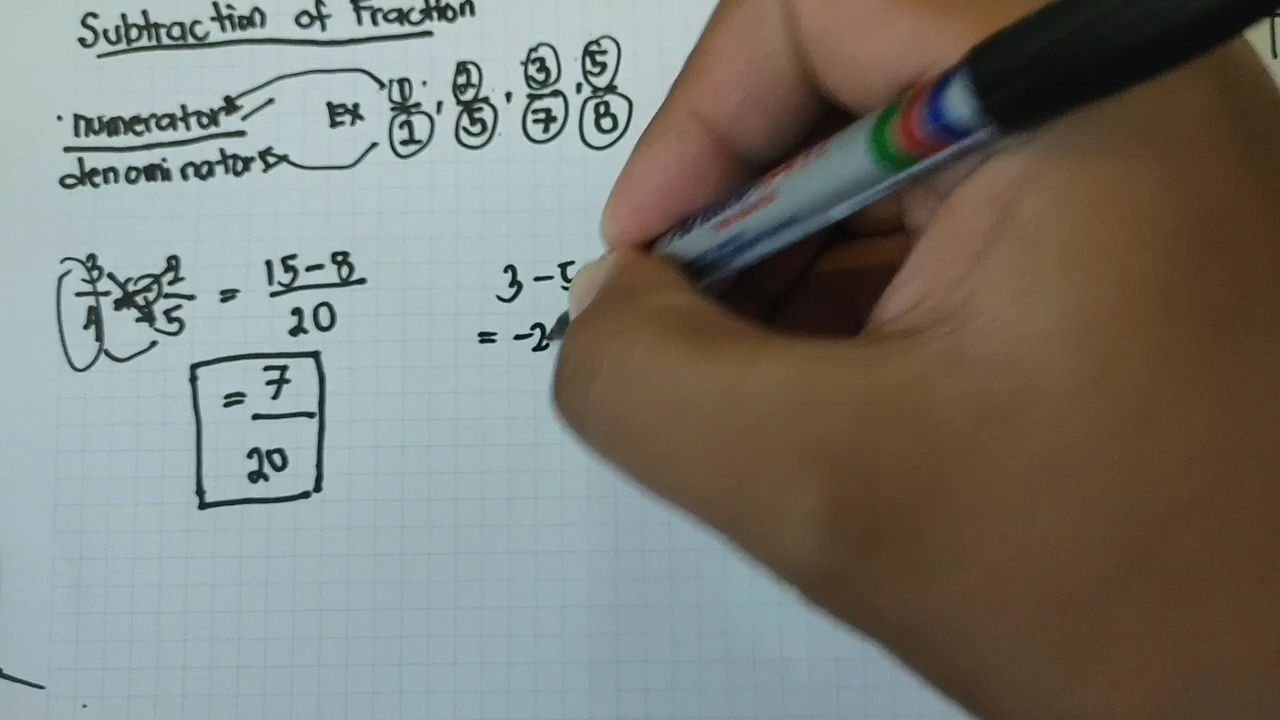 Subtraction of Fraction
numerator
denominator
Ex 1/1, 2/5, 3/7, 5/8
3/4 2/5 = 15-8/20
= 7/20
3-5
= -2